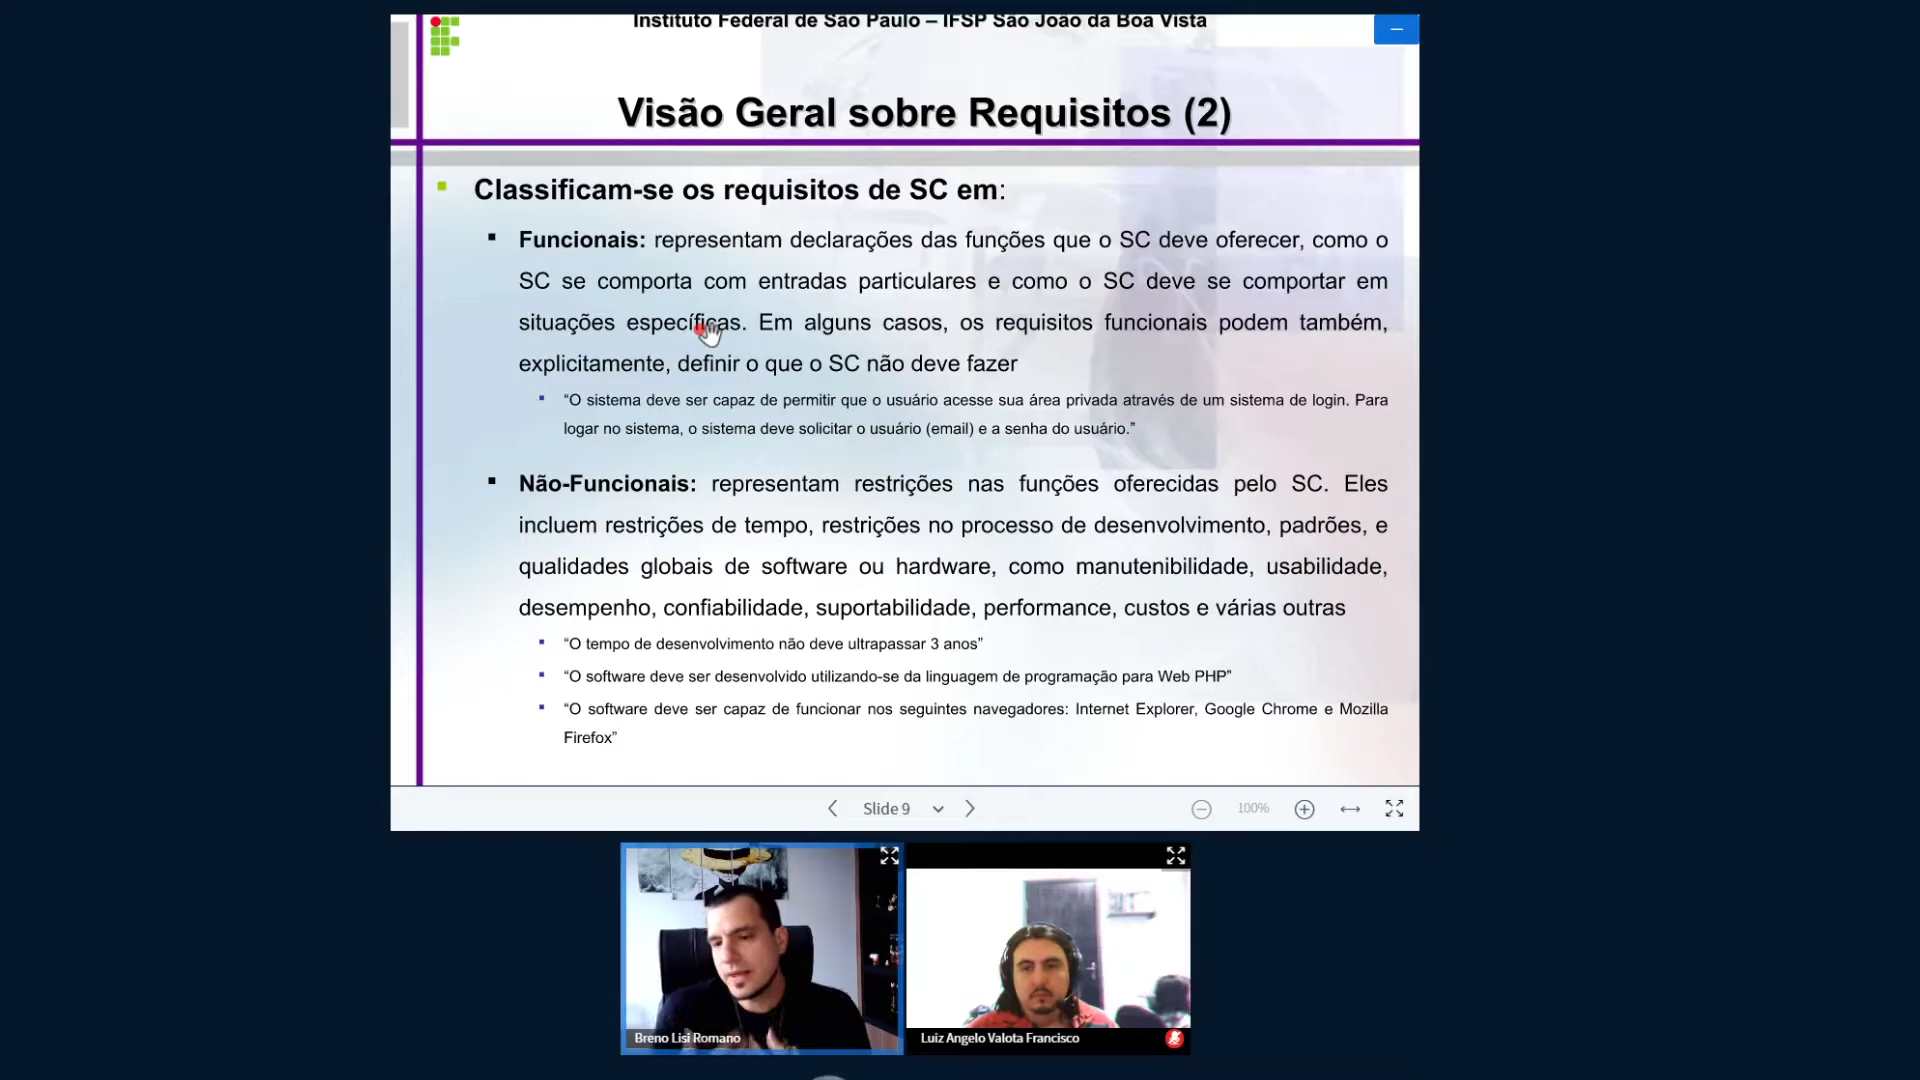 Instituto Federal de São Paulo – IFSP São João da Boa Vista
Visão Geral sobre Requisitos (2)
Classificam-se os requisitos de SC em:
Funcionais: representam declarações das funções que o SC deve oferecer, como o
SC se comporta com entradas particulares e como o SC deve se comportar em
situações específicas. Em alguns casos, os requisitos funcionais podem também,
explicitamente, definir o que o SC não deve fazer
“O sistema deve ser capaz de permitir que o usuário acesse sua área privada através de um sistema de login. Para
logar no sistema, o sistema deve solicitar o usuário (email) e a senha do usuário.”
Não-Funcionais: representam restrições nas funções oferecidas pelo SC. Eles
incluem restrições de tempo, restrições no processo de desenvolvimento, padrões, e
qualidades globais de software ou hardware, como manutenibilidade, usabilidade,
desempenho, confiabilidade, suportabilidade, performance, custos e várias outras
“O tempo de desenvolvimento não deve ultrapassar 3 anos”
“O software deve ser desenvolvido utilizando-se da linguagem de programação para Web PHP”
“O software deve ser capaz de funcionar nos seguintes navegadores: Internet Explorer, Google Chrome e Mozilla
Firefox”
Slide 9
100%
Breno Lisi Romano
Luiz Angelo Valota Francisco